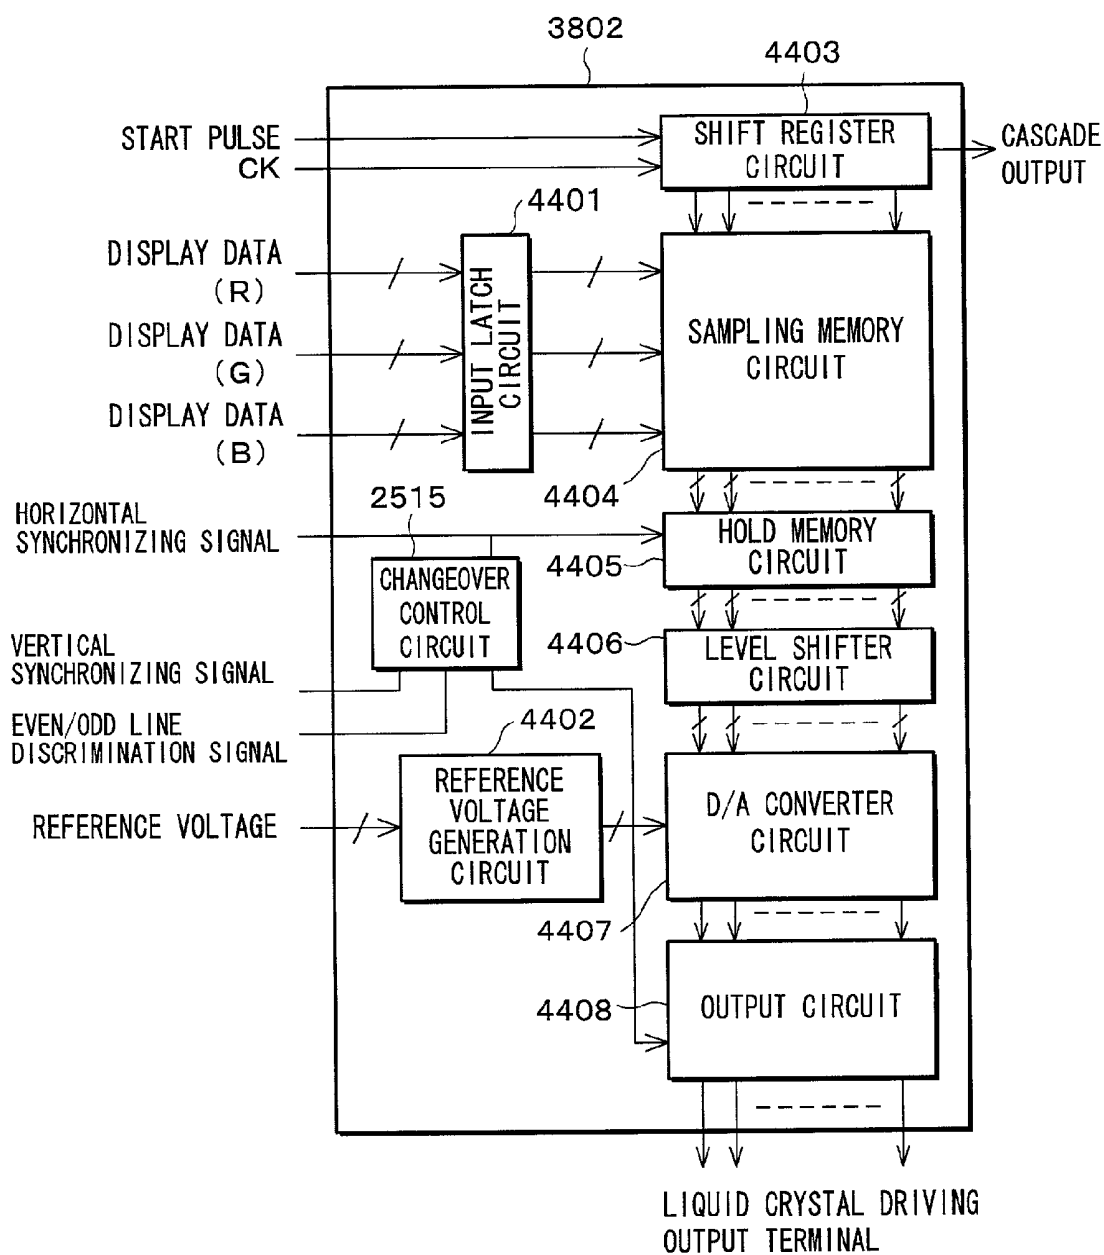 3802
4403
START PULSE
CK
SHIFT REGISTER
CIRCUIT
CASCADE
OUTPUT
4401
DISPLAY DATA
(R)
DISPLAY DATA
(G)
DISPLAY DATA
(B)
INPUT LATCH
CIRCUIT
SAMPLING MEMORY
CIRCUIT
4404
2515
HORIZONTAL
SYNCHRONIZING SIGNAL
HOLD MEMORY
CIRCUIT
4405
CHANGEOVER
CONTROL
CIRCUIT
4406
LEVEL SHIFTER
CIRCUIT
VERTICAL
SYNCHRONIZING SIGNAL
EVEN/ODD LINE
DISCRIMINATION SIGNAL
4402
REFERENCE VOLTAGE
REFERENCE
VOLTAGE
GENERATION
CIRCUIT
D/A CONVERTER
CIRCUIT
4407
4408
OUTPUT CIRCUIT
LIQUID CRYSTAL DRIVING
OUTPUT TERMINAL